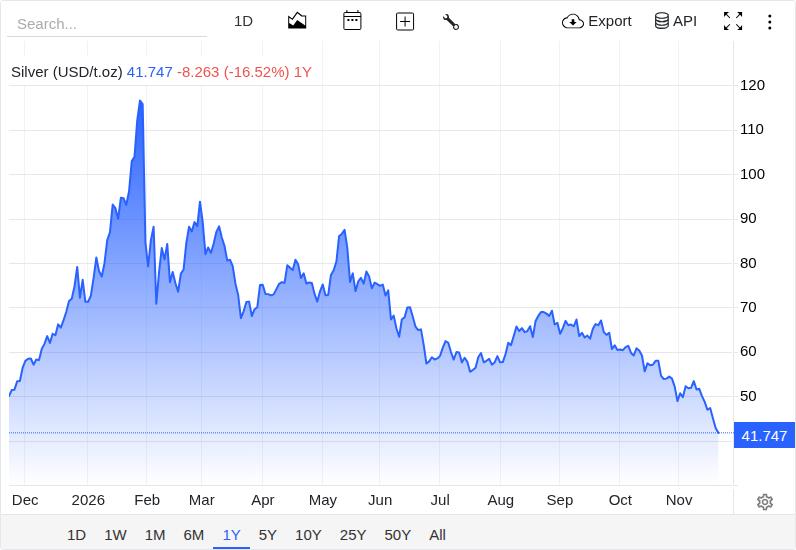 Search... 1D Export API
Silver (USD/t.oz) 41.747 -8.263 (-16.52%) 1Y
120
110
100
90
80
70
60
50
41.747
Dec 2026 Feb Mar Apr May Jun Jul Aug Sep Oct Nov
1D 1W 1M 6M 1Y 5Y 10Y 25Y 50Y All